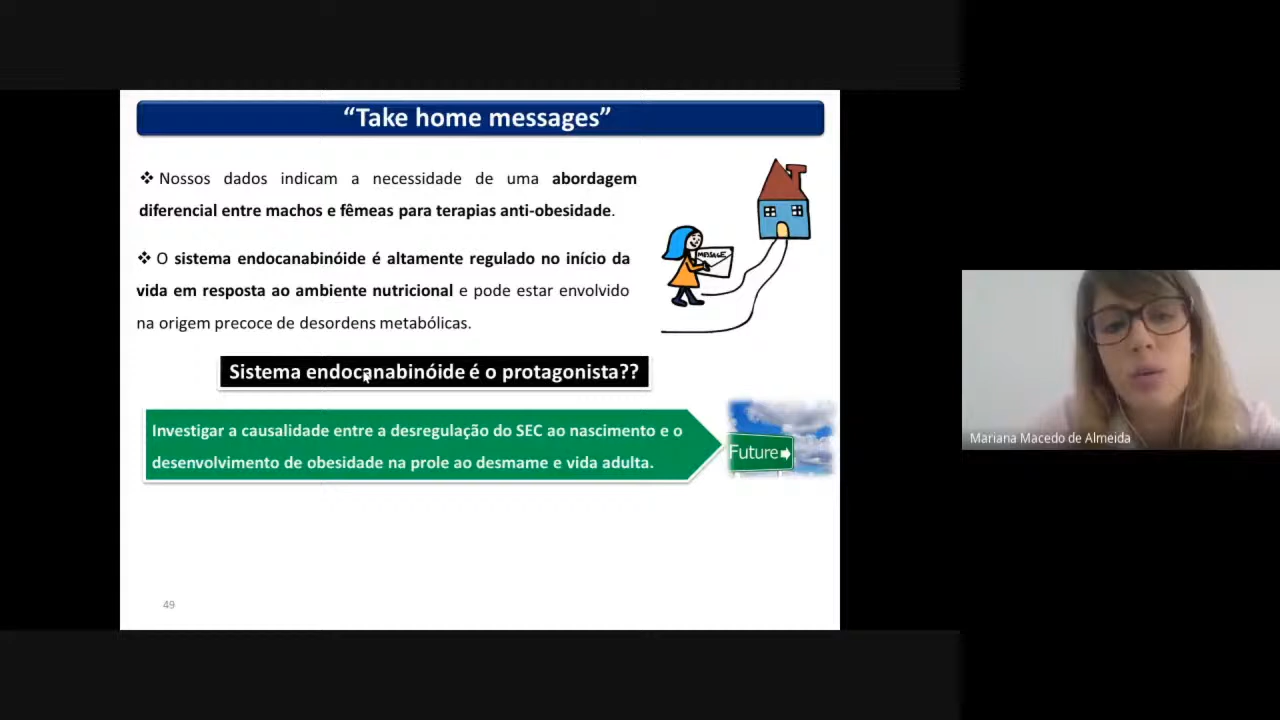 “Take home messages”
❖ Nossos dados indicam a necessidade de uma abordagem
diferencial entre machos e fêmeas para terapias anti-obesidade.
❖ O sistema endocanabinóide é altamente regulado no início da
vida em resposta ao ambiente nutricional e pode estar envolvido
na origem precoce de desordens metabólicas.
MESSAGE
Sistema endocanabinóide é o protagonista??
Investigar a causalidade entre a desregulação do SEC ao nascimento e o
desenvolvimento de obesidade na prole ao desmame e vida adulta.
Future
49
Mariana Macedo de Almeida